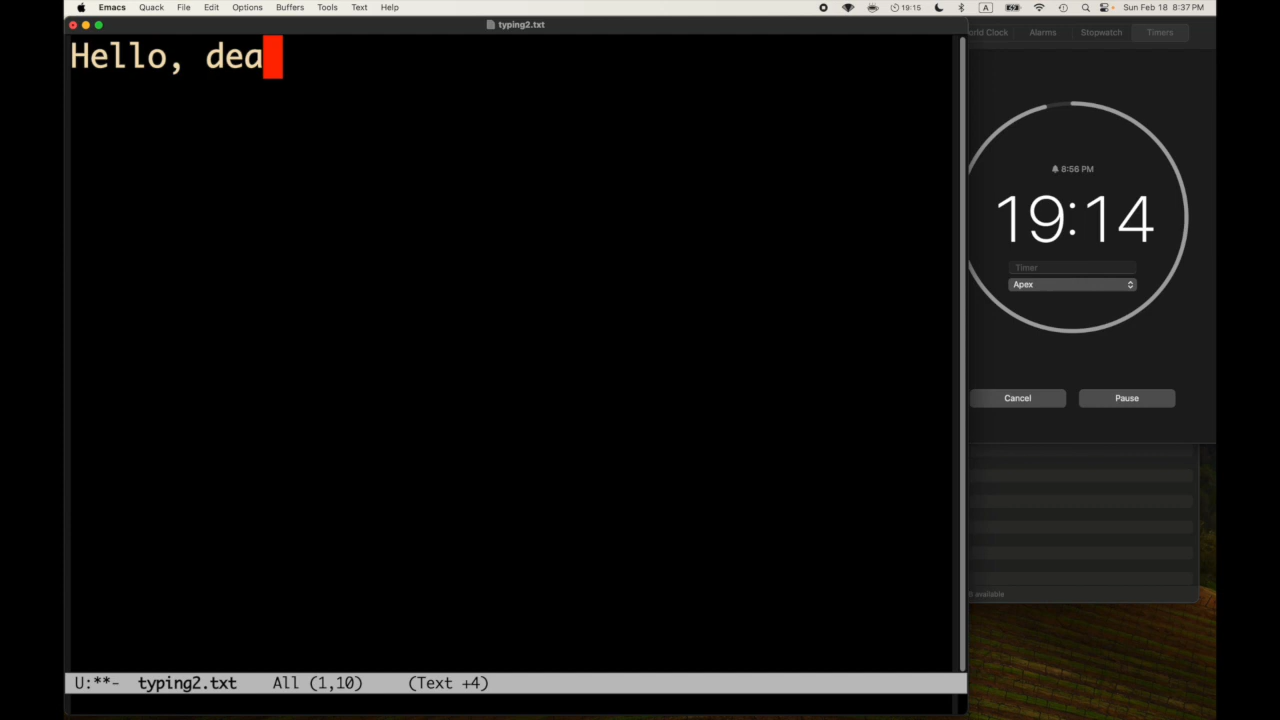 Emacs Quack File Edit Options Buffers Tools Text Help 19:15 A Sun Feb 18 8:37 PM
typing2.txt
Clock Alarms Stopwatch Timers
Hello, dea
8:56 PM
19:14
Timer
Apex
Cancel Pause
available
U:**- typing2.txt All (1,10) (Text +4)